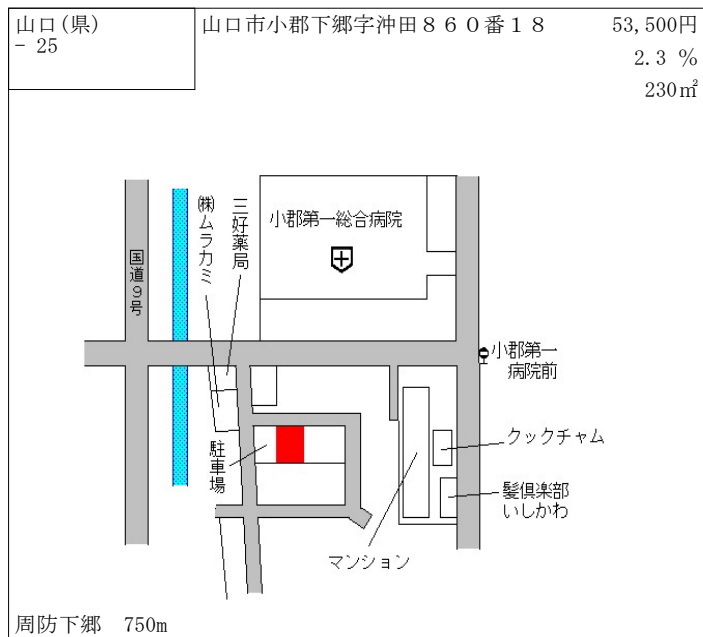 山口(県)
- 25
山口市小郡下郷字沖田８６０番１８
53,500円
2.3 %
230㎡
国道９号
㈱ムラカミ
三好薬局
小郡第一総合病院
小郡第一
病院前
クックチャム
駐車場
髪倶楽部
いしかわ
マンション
周防下郷　750m